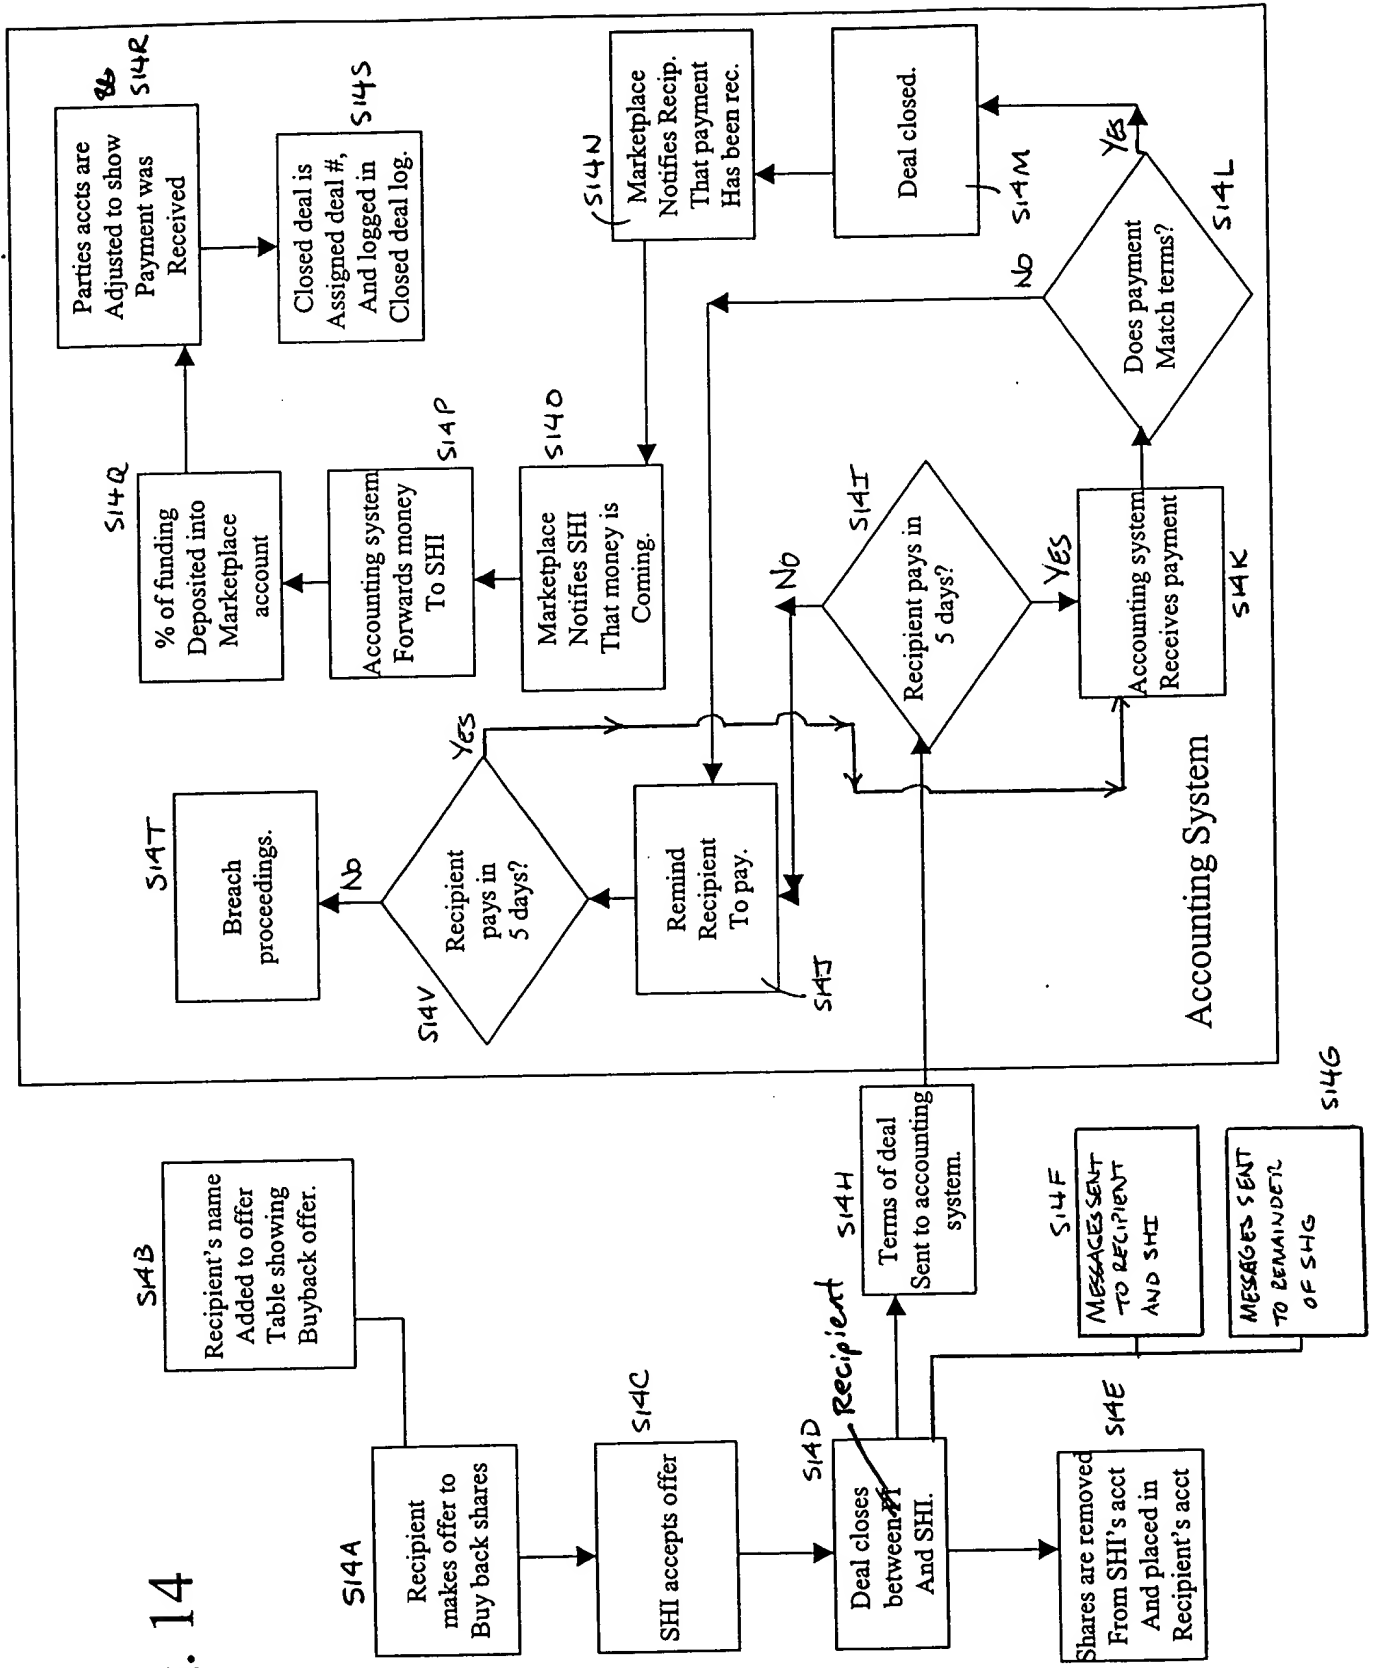 . 14
S14A
Recipient
makes offer to
Buy back shares
S14B
Recipient's name
Added to offer
Table showing
Buyback offer.
S14C
SHI accepts offer
S14D
Recipient
Deal closes
between
And SHI.
S14E
Shares are removed
From SHI's acct
And placed in
Recipient's acct
S14F
MESSAGES SENT
TO RECIPIENT
AND SHI
S14G
MESSAGES SENT
TO REMAINDER
OF SHG
S14H
Terms of deal
Sent to accounting
system.
Accounting System
S14I
Recipient pays in
5 days?
No
YES
S14J
Remind
Recipient
To pay.
S14V
Recipient
pays in
5 days?
Yes
No
S14T
Breach
proceedings.
S14K
Accounting system
Receives payment
S14L
Does payment
Match terms?
No
YES
S14M
Deal closed.
S14N
Marketplace
Notifies Recip.
That payment
Has been rec.
S14O
Marketplace
Notifies SHI
That money is
Coming.
S14P
Accounting system
Forwards money
To SHI
S14Q
% of funding
Deposited into
Marketplace
account
S14R
Parties accts are
Adjusted to show
Payment was
Received
S14S
Closed deal is
Assigned deal #,
And logged in
Closed deal log.